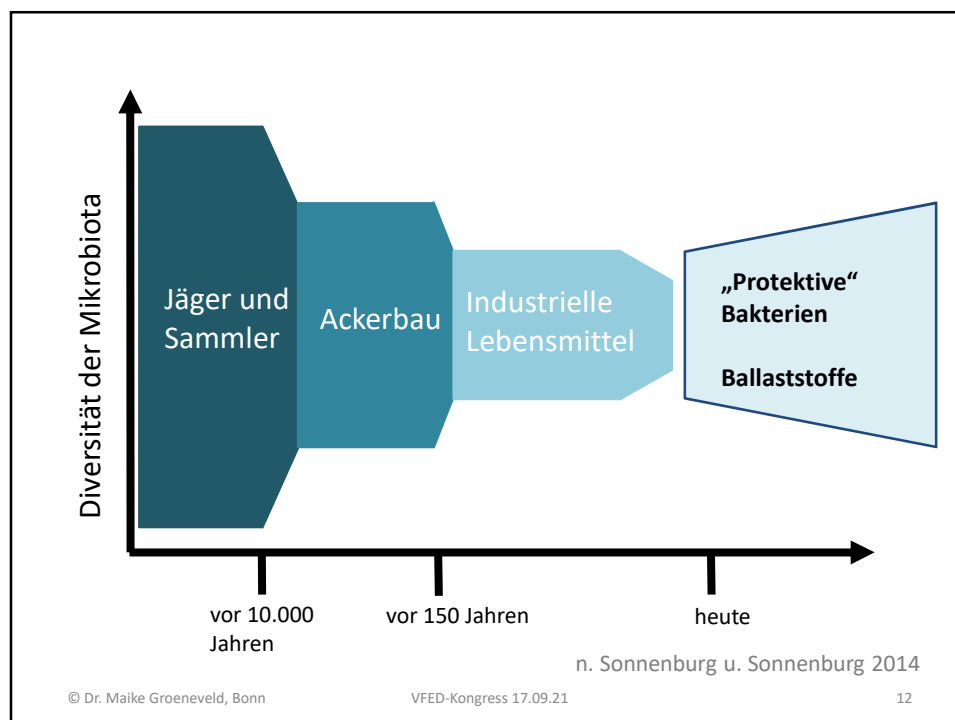 Diversität der Mikrobiota
Jäger und
Sammler
Ackerbau
Industrielle
Lebensmittel
„Protektive“
Bakterien
Ballaststoffe
vor 10.000
Jahren
vor 150 Jahren
heute
n. Sonnenburg u. Sonnenburg 2014
© Dr. Maike Groeneveld, Bonn
VFED-Kongress 17.09.21
12